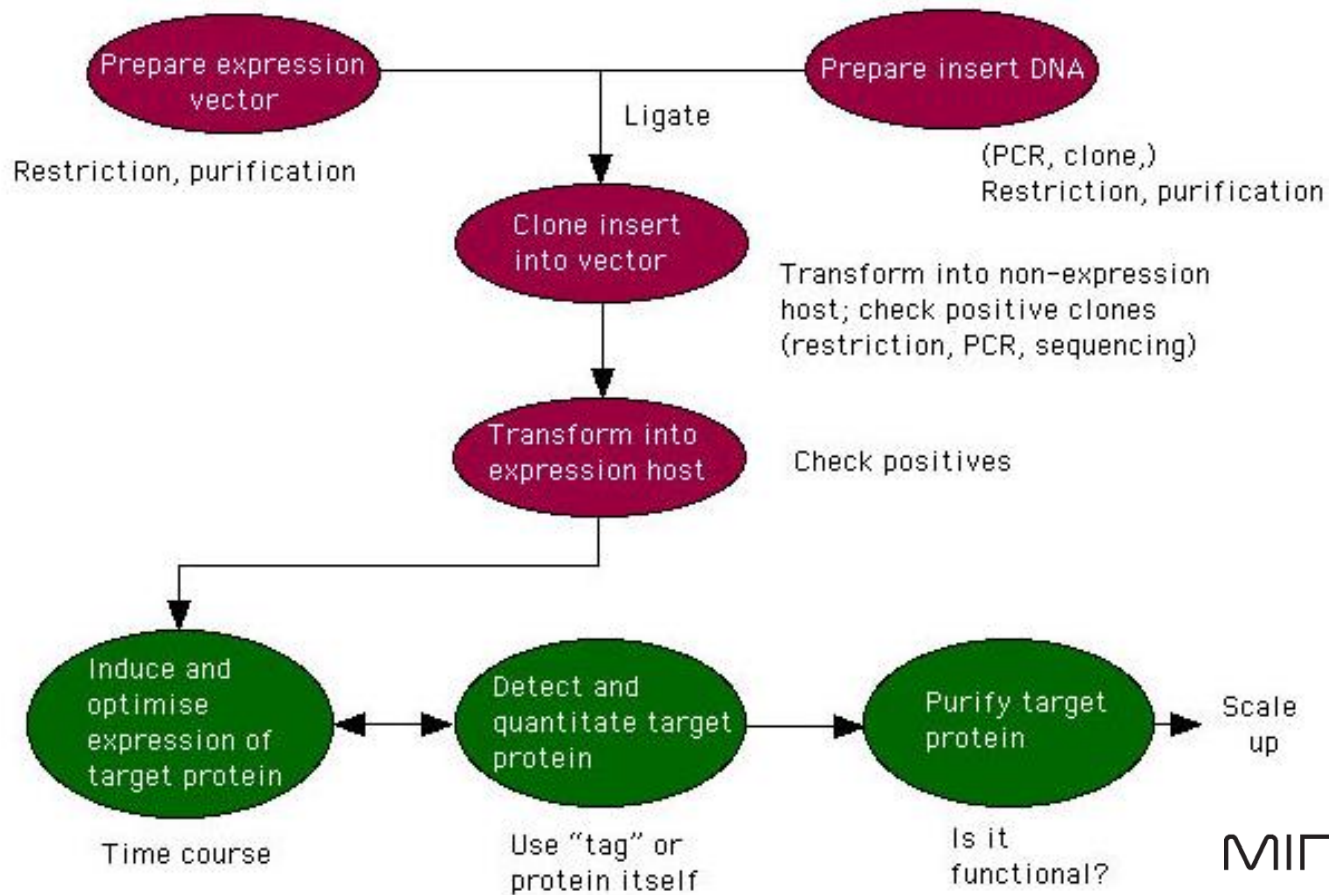 Prepare expression
vector
Prepare insert DNA
Ligate
Restriction, purification
(PCR, clone,)
Restriction, purification
Clone insert
into vector
Transform into non-expression
host; check positive clones
(restriction, PCR, sequencing)
Transform into
expression host
Check positives
Induce and
optimise
expression of
target protein
Detect and
quantitate target
protein
Purify target
protein
Scale
up
Time course
Use “tag” or
protein itself
Is it
functional?